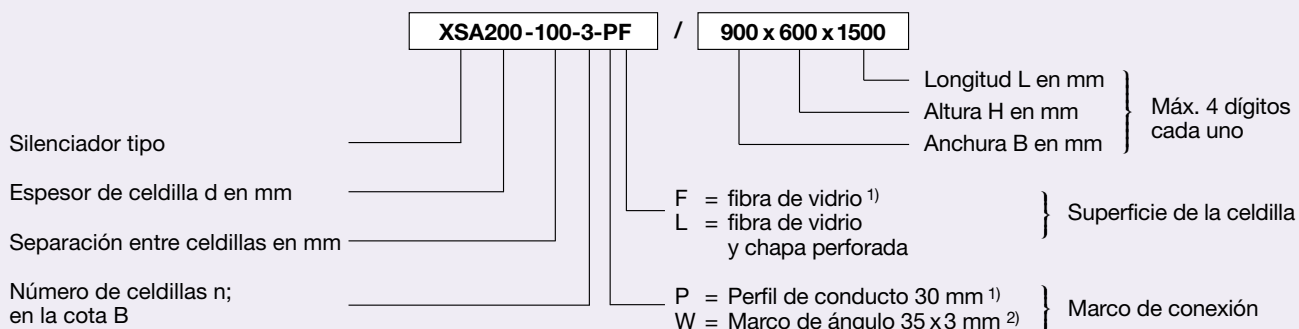 XSA200-100-3-PF / 900 x 600 x 1500
Longitud L en mm
Altura H en mm
Anchura B en mm
Máx. 4 dígitos
cada uno
Silenciador tipo
Espesor de celdilla d en mm
Separación entre celdillas en mm
Número de celdillas n;
en la cota B
F = fibra de vidrio 1)
L = fibra de vidrio
y chapa perforada
Superficie de la celdilla
P = Perfil de conducto 30 mm 1)
W = Marco de ángulo 35 x 3 mm 2)
Marco de conexión